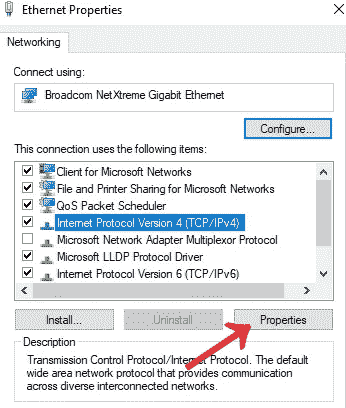 Ethernet Properties
Networking
Connect using:
Broadcom NetXtreme Gigabit Ethernet
Configure...
This connection uses the following items:
Client for Microsoft Networks
File and Printer Sharing for Microsoft Networks
QoS Packet Scheduler
Internet Protocol Version 4 (TCP/IPv4)
Microsoft Network Adapter Multiplexor Protocol
Microsoft LLDP Protocol Driver
Internet Protocol Version 6 (TCP/IPv6)
Install...
Uninstall
Properties
Description
Transmission Control Protocol/Internet Protocol. The default
wide area network protocol that provides communication
across diverse interconnected networks.